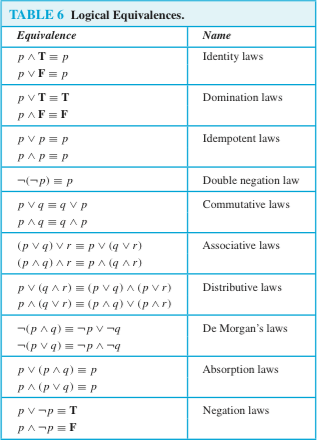 TABLE 6 Logical Equivalences.
Equivalence Name
p ∧ T ≡ p Identity laws
p ∨ F ≡ p
p ∨ T ≡ T Domination laws
p ∧ F ≡ F
p ∨ p ≡ p Idempotent laws
p ∧ p ≡ p
¬(¬p) ≡ p Double negation law
p ∨ q ≡ q ∨ p Commutative laws
p ∧ q ≡ q ∧ p
(p ∨ q) ∨ r ≡ p ∨ (q ∨ r) Associative laws
(p ∧ q) ∧ r ≡ p ∧ (q ∧ r)
p ∨ (q ∧ r) ≡ (p ∨ q) ∧ (p ∨ r) Distributive laws
p ∧ (q ∨ r) ≡ (p ∧ q) ∨ (p ∧ r)
¬(p ∧ q) ≡ ¬p ∨ ¬q De Morgan's laws
¬(p ∨ q) ≡ ¬p ∧ ¬q
p ∨ (p ∧ q) ≡ p Absorption laws
p ∧ (p ∨ q) ≡ p
p ∨ ¬p ≡ T Negation laws
p ∧ ¬p ≡ F